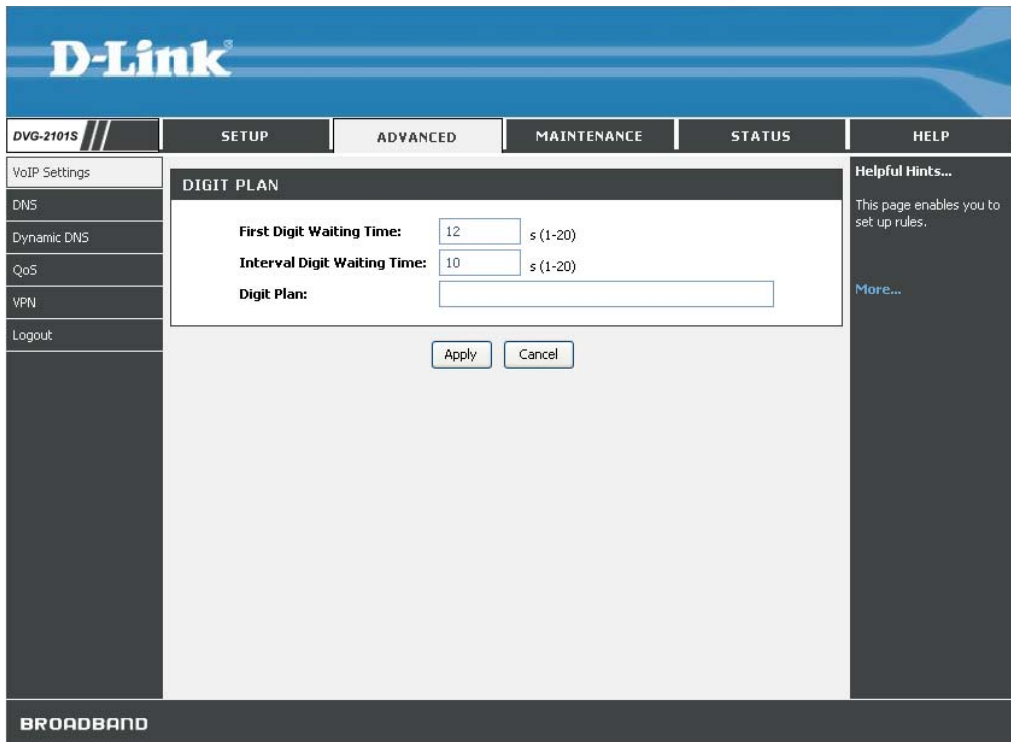 D-Link®
DVG-2101S
SETUP
ADVANCED
MAINTENANCE
STATUS
HELP
VoIP Settings
DNS
Dynamic DNS
QoS
VPN
Logout
DIGIT PLAN
First Digit Waiting Time: 12 s (1-20)
Interval Digit Waiting Time: 10 s (1-20)
Digit Plan:
Apply
Cancel
Helpful Hints...
This page enables you to
set up rules.
More...
BROADBAND